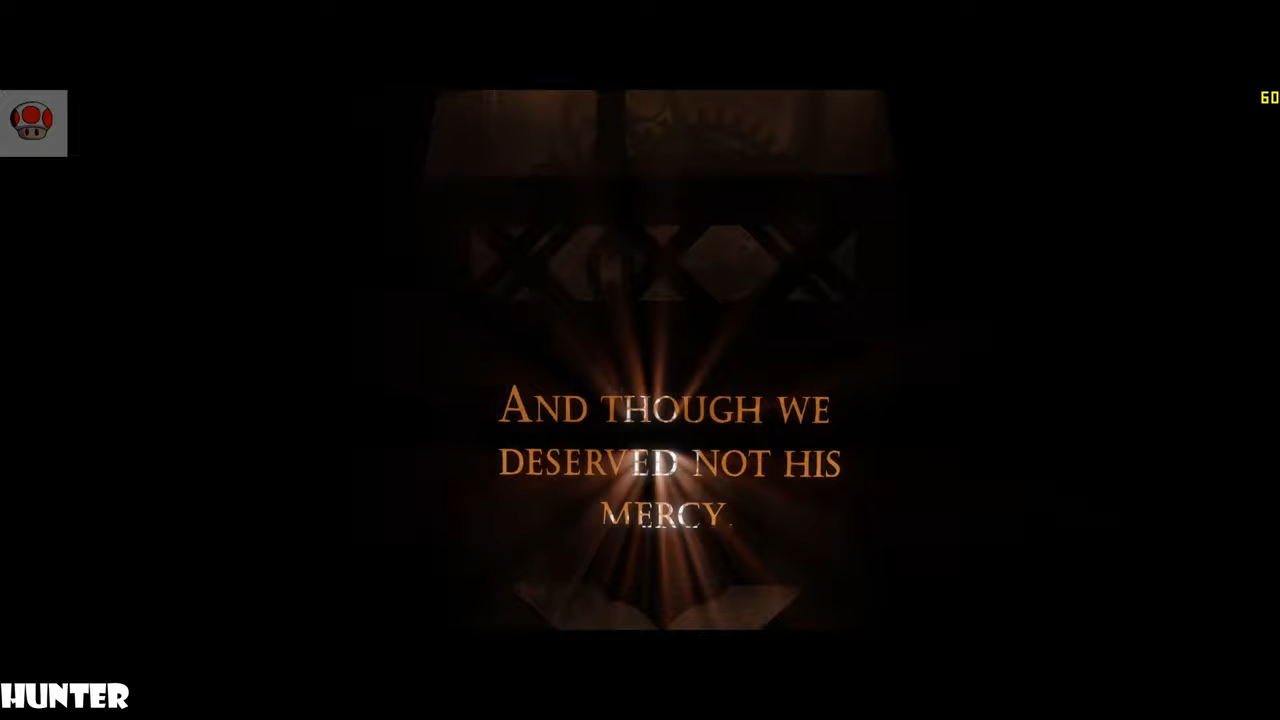 60
AND THOUGH WE
DESERVED NOT HIS
MERCY.
HUNTER